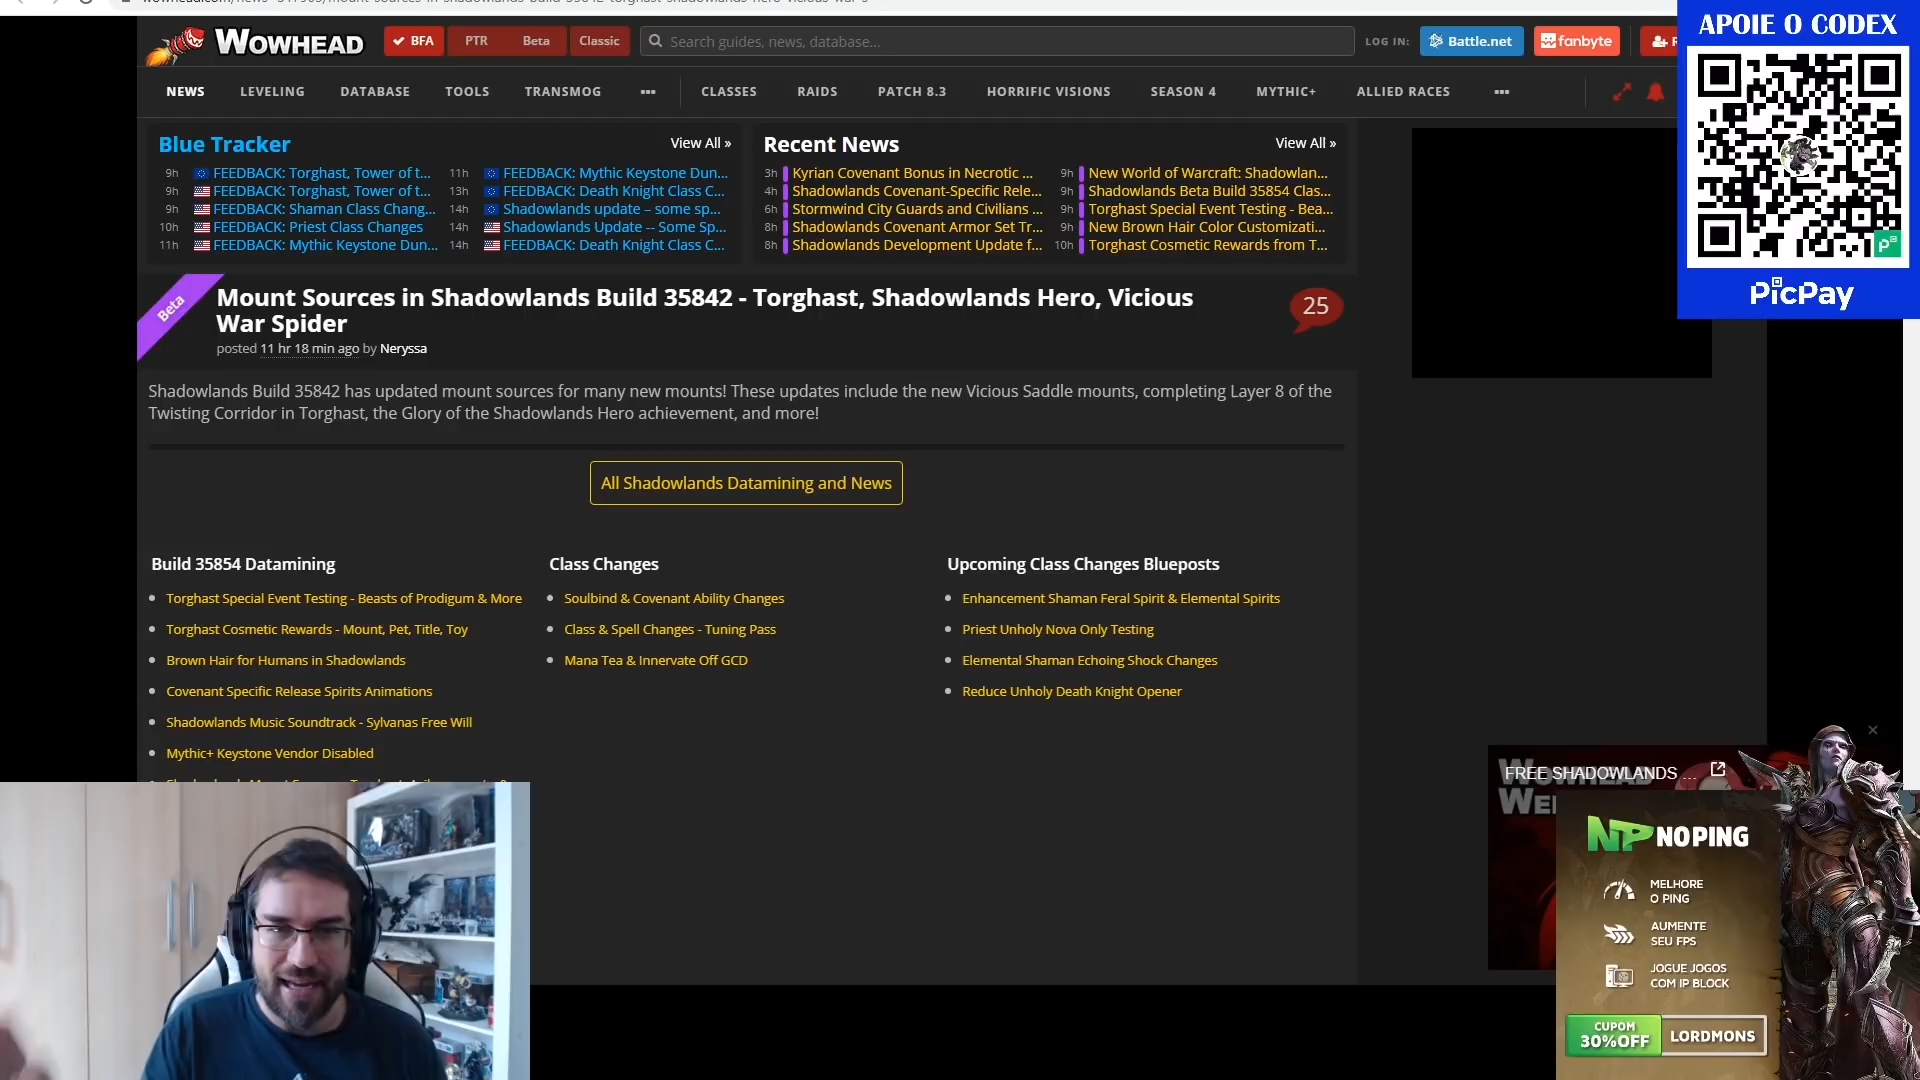 WOWHEAD
BFA
PTR
Beta
Classic
Search guides, news, database...
LOG IN:
Battle.net
fanbyte
NEWS
LEVELING
DATABASE
TOOLS
TRANSMOG
•••
CLASSES
RAIDS
PATCH 8.3
HORRIFIC VISIONS
SEASON 4
MYTHIC+
ALLIED RACES
•••
Blue Tracker
View All »
9h FEEDBACK: Torghast, Tower of t...
9h FEEDBACK: Torghast, Tower of t...
9h FEEDBACK: Shaman Class Chang...
10h FEEDBACK: Priest Class Changes
11h FEEDBACK: Mythic Keystone Dun...
11h FEEDBACK: Mythic Keystone Dun...
13h FEEDBACK: Death Knight Class C...
14h Shadowlands update – some sp...
14h Shadowlands Update -- Some Sp...
14h FEEDBACK: Death Knight Class C...
Recent News
View All »
3h Kyrian Covenant Bonus in Necrotic ...
4h Shadowlands Covenant-Specific Rele...
6h Stormwind City Guards and Civilians ...
8h Shadowlands Covenant Armor Set Tr...
8h Shadowlands Development Update f...
9h New World of Warcraft: Shadowlan...
9h Shadowlands Beta Build 35854 Clas...
9h Torghast Special Event Testing - Bea...
9h New Brown Hair Color Customizati...
10h Torghast Cosmetic Rewards from T...
Beta
Mount Sources in Shadowlands Build 35842 - Torghast, Shadowlands Hero, Vicious
War Spider
posted 11 hr 18 min ago by Neryssa
25
Shadowlands Build 35842 has updated mount sources for many new mounts! These updates include the new Vicious Saddle mounts, completing Layer 8 of the
Twisting Corridor in Torghast, the Glory of the Shadowlands Hero achievement, and more!
All Shadowlands Datamining and News
Build 35854 Datamining
Torghast Special Event Testing - Beasts of Prodigum & More
Torghast Cosmetic Rewards - Mount, Pet, Title, Toy
Brown Hair for Humans in Shadowlands
Covenant Specific Release Spirits Animations
Shadowlands Music Soundtrack - Sylvanas Free Will
Mythic+ Keystone Vendor Disabled
Class Changes
Soulbind & Covenant Ability Changes
Class & Spell Changes - Tuning Pass
Mana Tea & Innervate Off GCD
Upcoming Class Changes Blueposts
Enhancement Shaman Feral Spirit & Elemental Spirits
Priest Unholy Nova Only Testing
Elemental Shaman Echoing Shock Changes
Reduce Unholy Death Knight Opener
APOIE O CODEX
PicPay
FREE SHADOWLANDS ...
NP NOPING
MELHORE
O PING
AUMENTE
SEU FPS
JOGUE JOGOS
COM IP BLOCK
CUPOM
30%OFF
LORDMONS